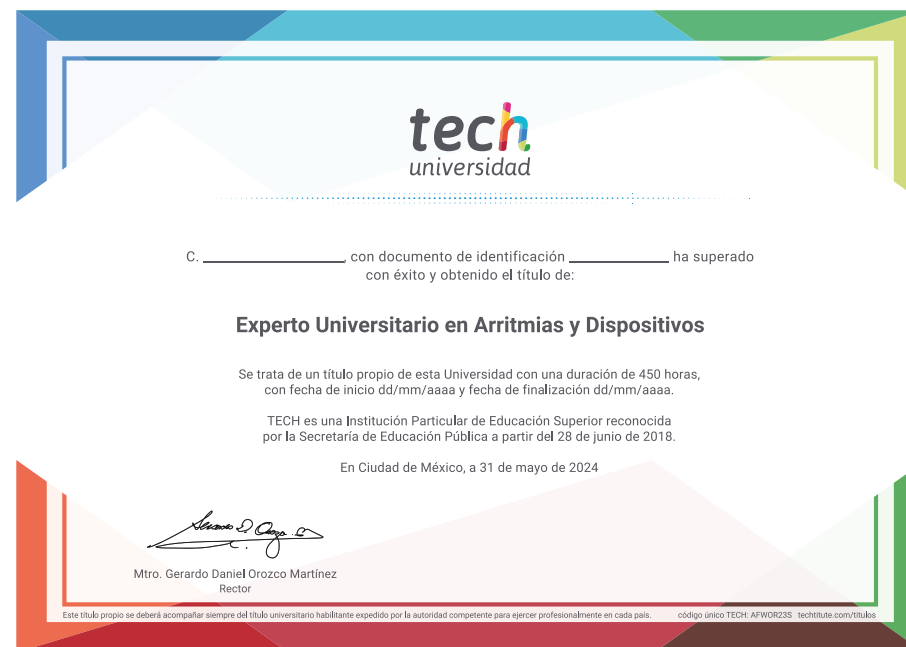 tech
universidad
C. ____________, con documento de identificación ____________ ha superado
con éxito y obtenido el título de:
Experto Universitario en Arritmias y Dispositivos
Se trata de un título propio de esta Universidad con una duración de 450 horas,
con fecha de inicio dd/mm/aaaa y fecha de finalización dd/mm/aaaa.
TECH es una Institución Particular de Educación Superior reconocida
por la Secretaría de Educación Pública a partir del 28 de junio de 2018.
En Ciudad de México, a 31 de mayo de 2024
Mtro. Gerardo Daniel Orozco Martínez
Rector
Este título propio se deberá acompañar siempre del título universitario habilitante expedido por la autoridad competente para ejercer profesionalmente en cada país. código único TECH: AFWOR23S techtitute.com/titulos